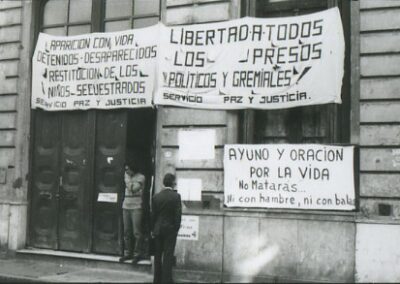 APARICION CON VIDA
DETENIDOS-DESAPARECIDOS
RESTITUCION DE LOS
NIÑOS-SECUESTRADOS
SERVICIO PAZ Y JUSTICIA
LIBERTAD-A-TODOS
LOS PRESOS
POLITICOS Y GREMIALES
SERVICIO PAZ Y JUSTICIA.
AYUNO Y ORACION
POR LA VIDA
No Mataras...
Ni con hambre, ni con balas